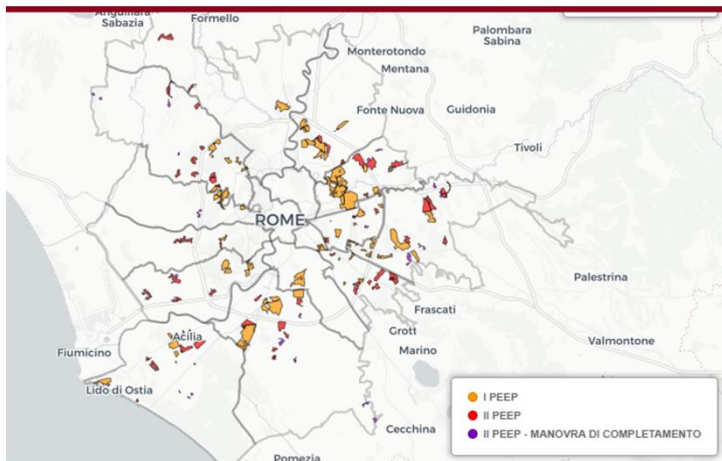 Anguillara
Sabazia
Formello
Palombara
Sabina
Monterotondo
Mentana
Fonte Nuova
Guidonia
Tivoli
ROME
Palestrina
Frascati
Grott
Valmontone
Marino
Acilia
Fiumicino
Lido di Ostia
Cecchina
Pomezia
I PEEP
II PEEP
II PEEP - MANOVRA DI COMPLETAMENTO